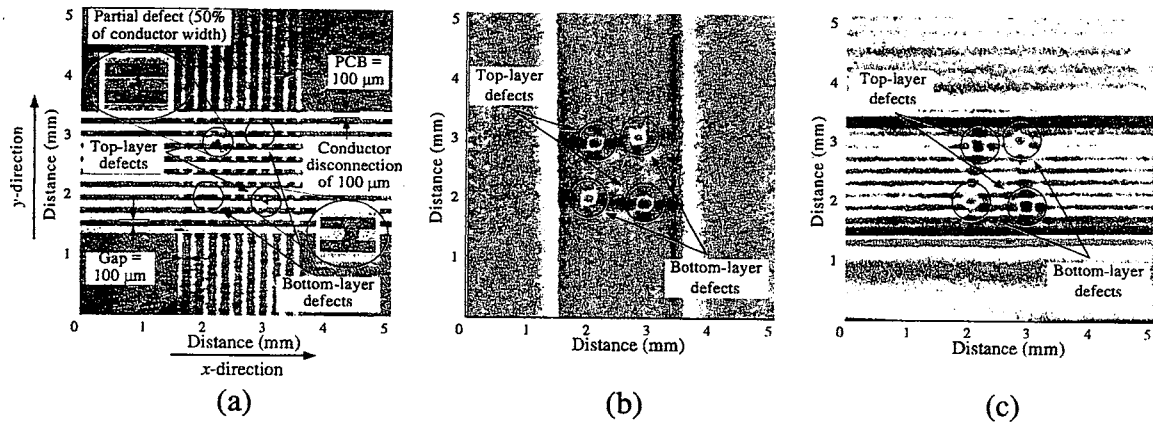 Partial defect (50%
of conductor width)
PCB =
100 μm
Top-layer
defects
Conductor
disconnection
of 100 μm
Gap =
100 μm
Bottom-layer
defects
5
4
3
2
1
0
1
2
3
4
5
Distance (mm)
y-direction
Distance (mm)
x-direction
(a)
5
4
3
2
1
0
1
2
3
4
5
Distance (mm)
Top-layer
defects
Bottom-layer
defects
Distance (mm)
(b)
5
4
3
2
1
0
1
2
3
4
5
Distance (mm)
Top-layer
defects
Bottom-layer
defects
Distance (mm)
(c)